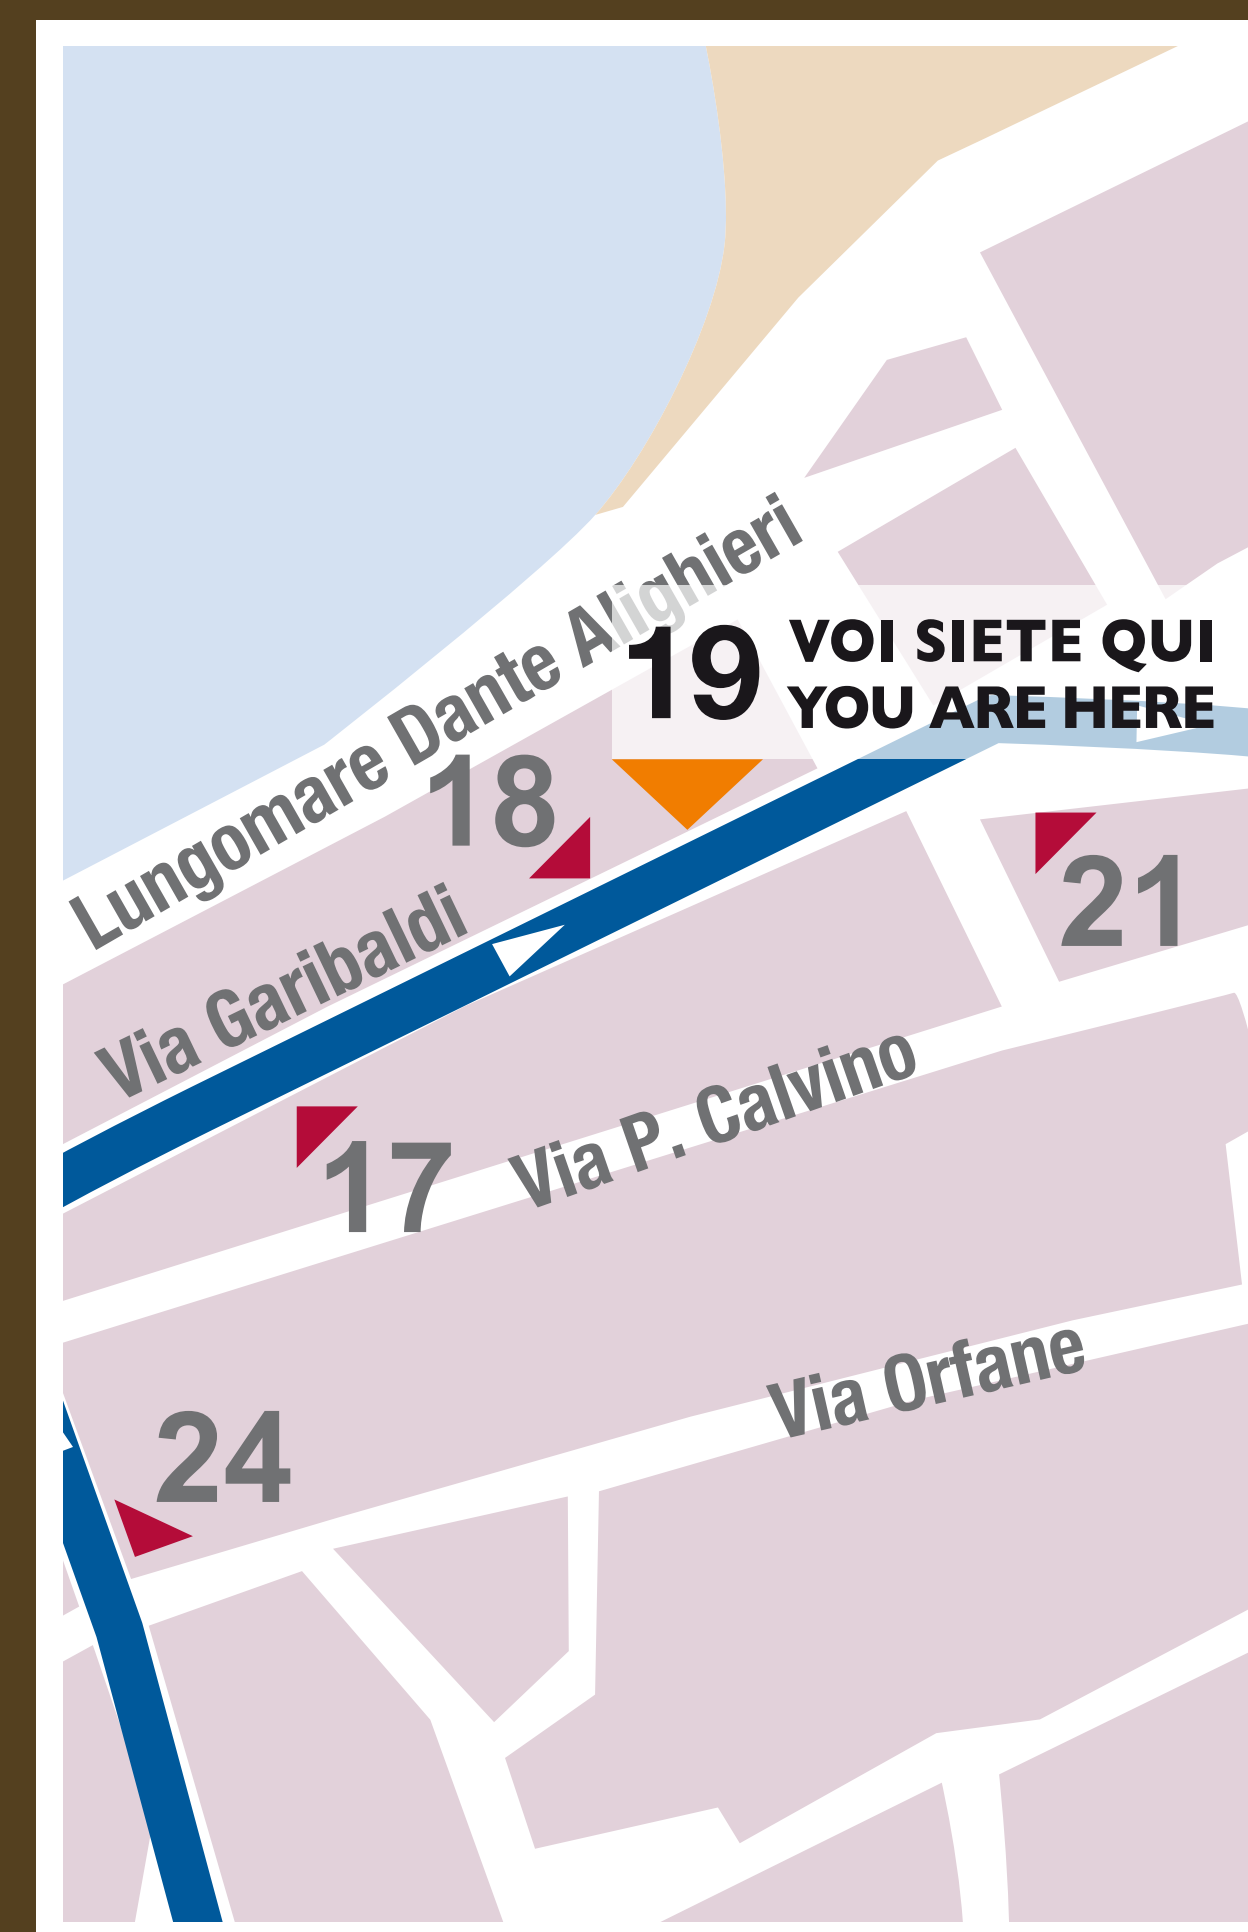 Lungomare Dante Alighieri
19
VOI SIETE QUI
YOU ARE HERE
18
21
Via Garibaldi
17
Via P. Calvino
Via Orfane
24